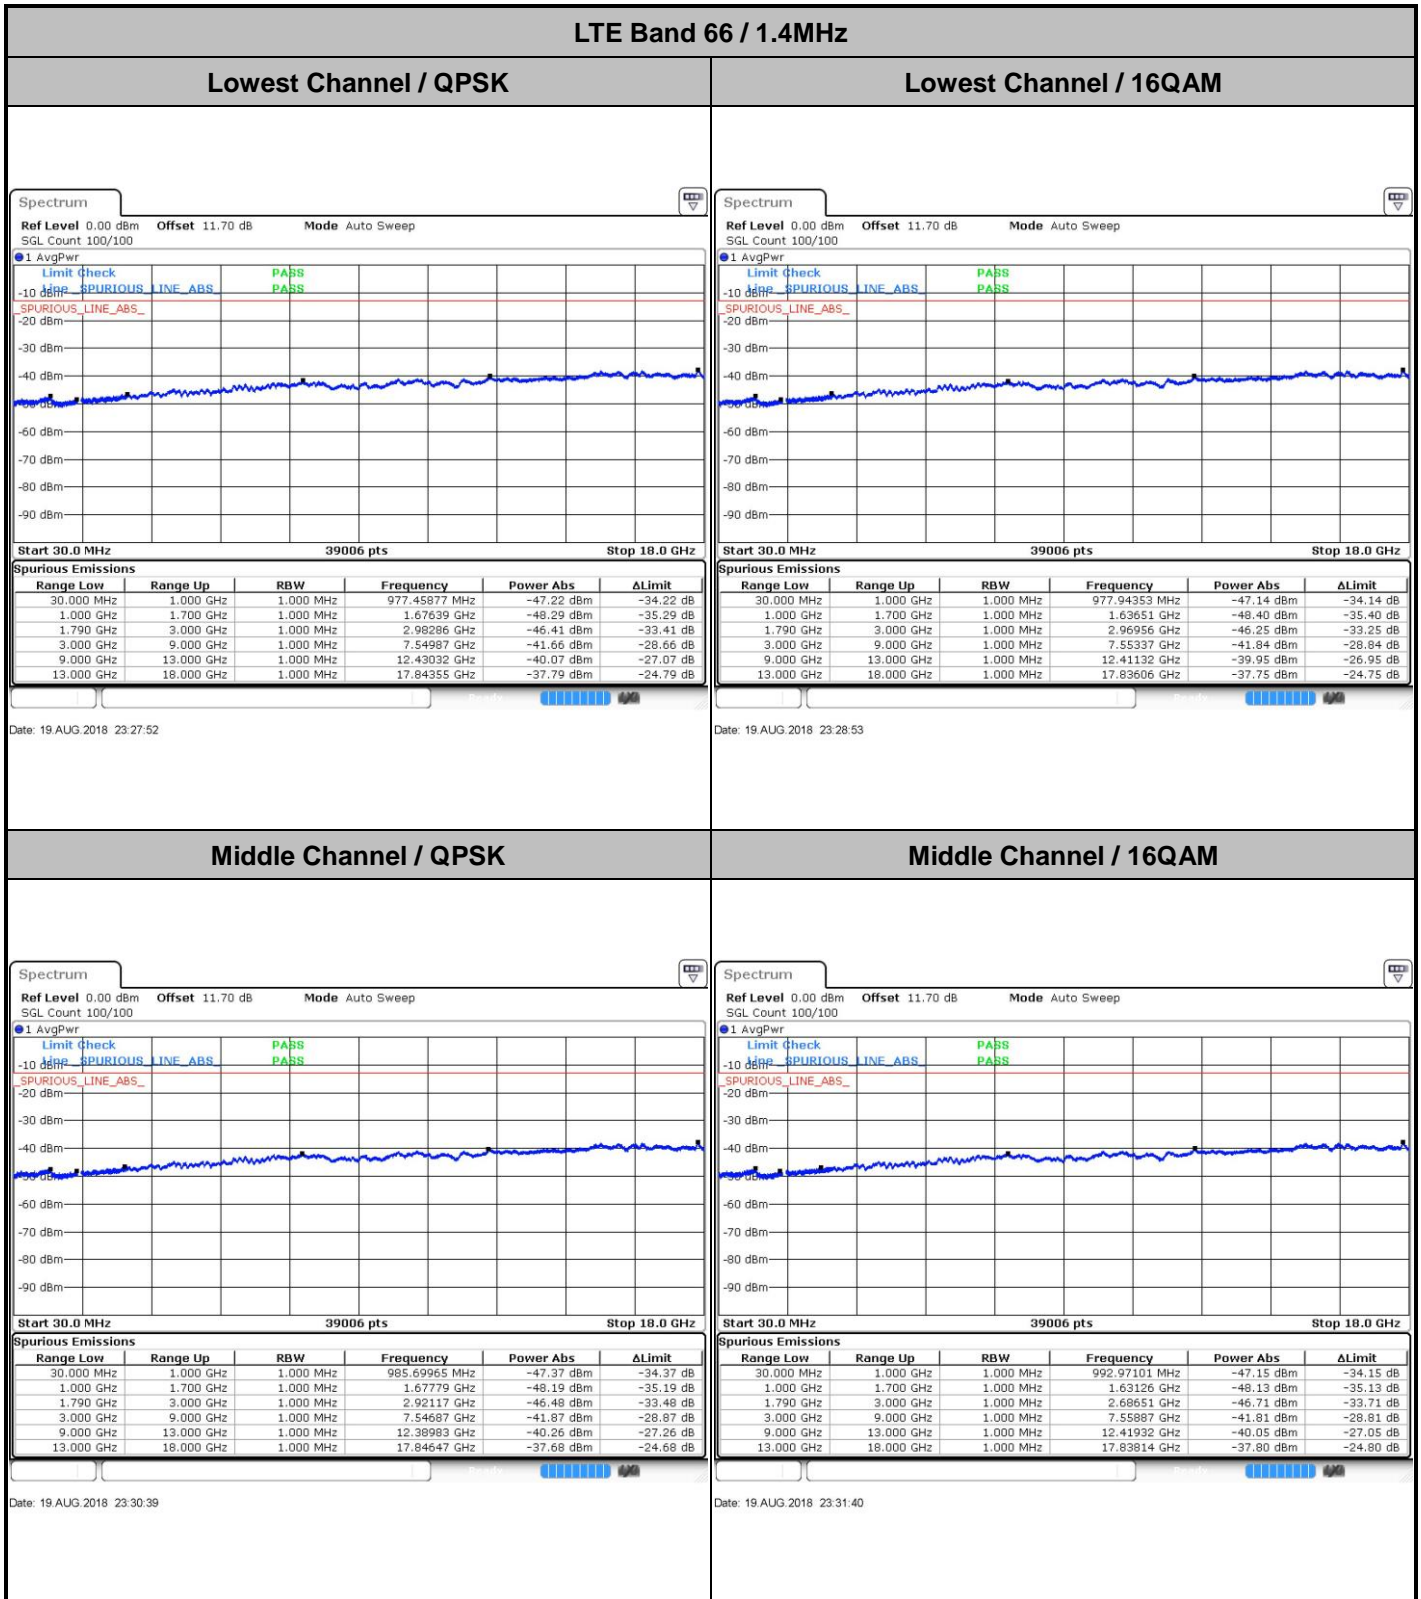 LTE Band 66 / 1.4MHz
Lowest Channel / QPSK
Lowest Channel / 16QAM
Spectrum
Ref Level 0.00 dBm Offset 11.70 dB Mode Auto Sweep
SGL Count 100/100
1 AvgPwr
Limit Check PASS
Line _SPURIOUS_LINE_ABS_ PASS
-10 dBm
_SPURIOUS_LINE_ABS_
-20 dBm
-30 dBm
-40 dBm
-50 dBm
-60 dBm
-70 dBm
-80 dBm
-90 dBm
Start 30.0 MHz 39006 pts Stop 18.0 GHz
Spurious Emissions
Range Low Range Up RBW Frequency Power Abs ΔLimit
30.000 MHz 1.000 GHz 1.000 MHz 977.45877 MHz -47.22 dBm -34.22 dB
1.000 GHz 1.700 GHz 1.000 MHz 1.67639 GHz -48.29 dBm -35.29 dB
1.790 GHz 3.000 GHz 1.000 MHz 2.98286 GHz -46.41 dBm -33.41 dB
3.000 GHz 9.000 GHz 1.000 MHz 7.54987 GHz -41.66 dBm -28.66 dB
9.000 GHz 13.000 GHz 1.000 MHz 12.43032 GHz -40.07 dBm -27.07 dB
13.000 GHz 18.000 GHz 1.000 MHz 17.84355 GHz -37.79 dBm -24.79 dB
Date: 19.AUG.2018 23:27:52
Spectrum
Ref Level 0.00 dBm Offset 11.70 dB Mode Auto Sweep
SGL Count 100/100
1 AvgPwr
Limit Check PASS
Line _SPURIOUS_LINE_ABS_ PASS
-10 dBm
_SPURIOUS_LINE_ABS_
-20 dBm
-30 dBm
-40 dBm
-50 dBm
-60 dBm
-70 dBm
-80 dBm
-90 dBm
Start 30.0 MHz 39006 pts Stop 18.0 GHz
Spurious Emissions
Range Low Range Up RBW Frequency Power Abs ΔLimit
30.000 MHz 1.000 GHz 1.000 MHz 977.94353 MHz -47.14 dBm -34.14 dB
1.000 GHz 1.700 GHz 1.000 MHz 1.63651 GHz -48.40 dBm -35.40 dB
1.790 GHz 3.000 GHz 1.000 MHz 2.96956 GHz -46.25 dBm -33.25 dB
3.000 GHz 9.000 GHz 1.000 MHz 7.55337 GHz -41.84 dBm -28.84 dB
9.000 GHz 13.000 GHz 1.000 MHz 12.41132 GHz -39.95 dBm -26.95 dB
13.000 GHz 18.000 GHz 1.000 MHz 17.83606 GHz -37.75 dBm -24.75 dB
Date: 19.AUG.2018 23:28:53
Middle Channel / QPSK
Middle Channel / 16QAM
Spectrum
Ref Level 0.00 dBm Offset 11.70 dB Mode Auto Sweep
SGL Count 100/100
1 AvgPwr
Limit Check PASS
Line _SPURIOUS_LINE_ABS_ PASS
-10 dBm
_SPURIOUS_LINE_ABS_
-20 dBm
-30 dBm
-40 dBm
-50 dBm
-60 dBm
-70 dBm
-80 dBm
-90 dBm
Start 30.0 MHz 39006 pts Stop 18.0 GHz
Spurious Emissions
Range Low Range Up RBW Frequency Power Abs ΔLimit
30.000 MHz 1.000 GHz 1.000 MHz 985.69965 MHz -47.37 dBm -34.37 dB
1.000 GHz 1.700 GHz 1.000 MHz 1.67779 GHz -48.19 dBm -35.19 dB
1.790 GHz 3.000 GHz 1.000 MHz 2.92117 GHz -46.48 dBm -33.48 dB
3.000 GHz 9.000 GHz 1.000 MHz 7.54687 GHz -41.87 dBm -28.87 dB
9.000 GHz 13.000 GHz 1.000 MHz 12.38983 GHz -40.26 dBm -27.26 dB
13.000 GHz 18.000 GHz 1.000 MHz 17.84647 GHz -37.68 dBm -24.68 dB
Date: 19.AUG.2018 23:30:39
Spectrum
Ref Level 0.00 dBm Offset 11.70 dB Mode Auto Sweep
SGL Count 100/100
1 AvgPwr
Limit Check PASS
Line _SPURIOUS_LINE_ABS_ PASS
-10 dBm
_SPURIOUS_LINE_ABS_
-20 dBm
-30 dBm
-40 dBm
-50 dBm
-60 dBm
-70 dBm
-80 dBm
-90 dBm
Start 30.0 MHz 39006 pts Stop 18.0 GHz
Spurious Emissions
Range Low Range Up RBW Frequency Power Abs ΔLimit
30.000 MHz 1.000 GHz 1.000 MHz 992.97101 MHz -47.15 dBm -34.15 dB
1.000 GHz 1.700 GHz 1.000 MHz 1.63126 GHz -48.13 dBm -35.13 dB
1.790 GHz 3.000 GHz 1.000 MHz 2.68651 GHz -46.71 dBm -33.71 dB
3.000 GHz 9.000 GHz 1.000 MHz 7.55887 GHz -41.81 dBm -28.81 dB
9.000 GHz 13.000 GHz 1.000 MHz 12.41932 GHz -40.05 dBm -27.05 dB
13.000 GHz 18.000 GHz 1.000 MHz 17.83814 GHz -37.80 dBm -24.80 dB
Date: 19.AUG.2018 23:31:40